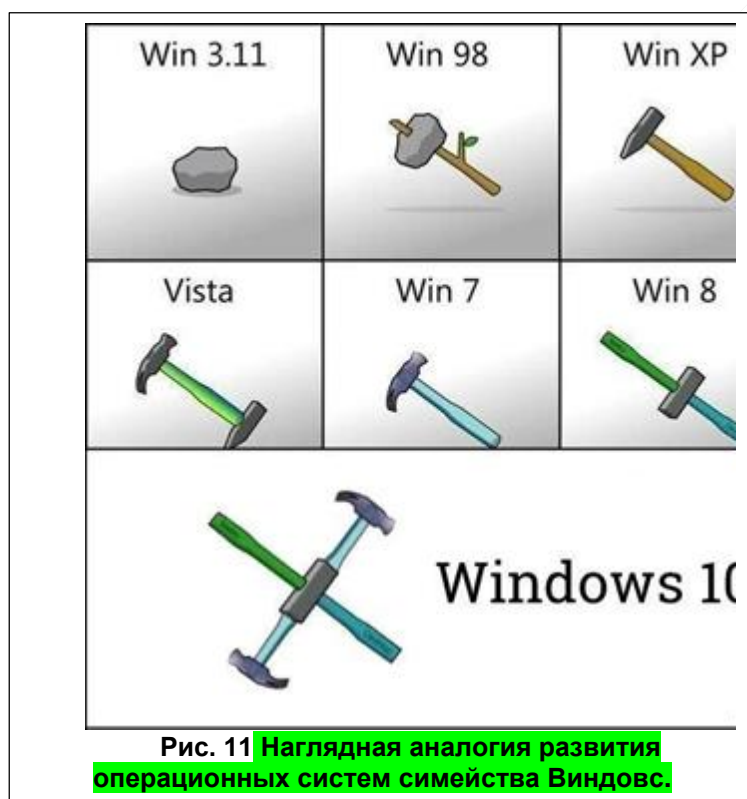 Win 3.11 Win 98 Win XP
Vista Win 7 Win 8
Windows 10
Рис. 11 Наглядная аналогия развития
операционных систем симейства Виндовс.